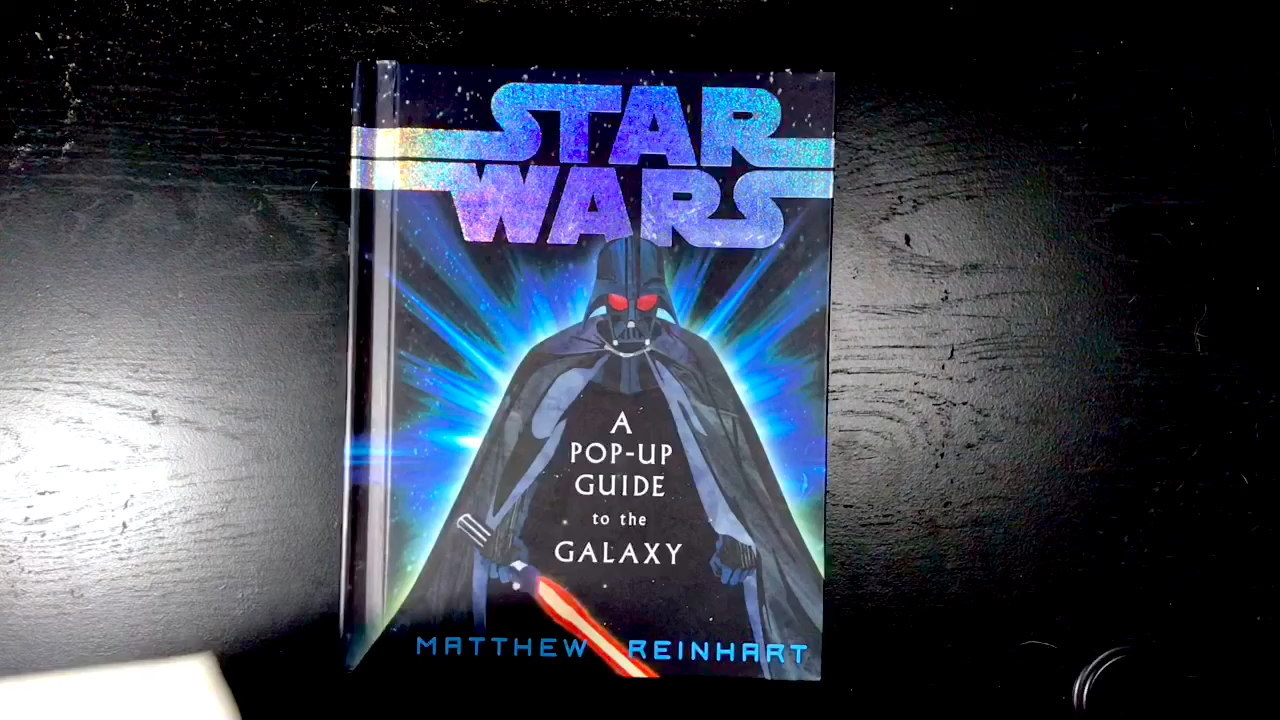 STAR
WARS
A
POP-UP
GUIDE
to the
GALAXY
MATTHEW REINHART